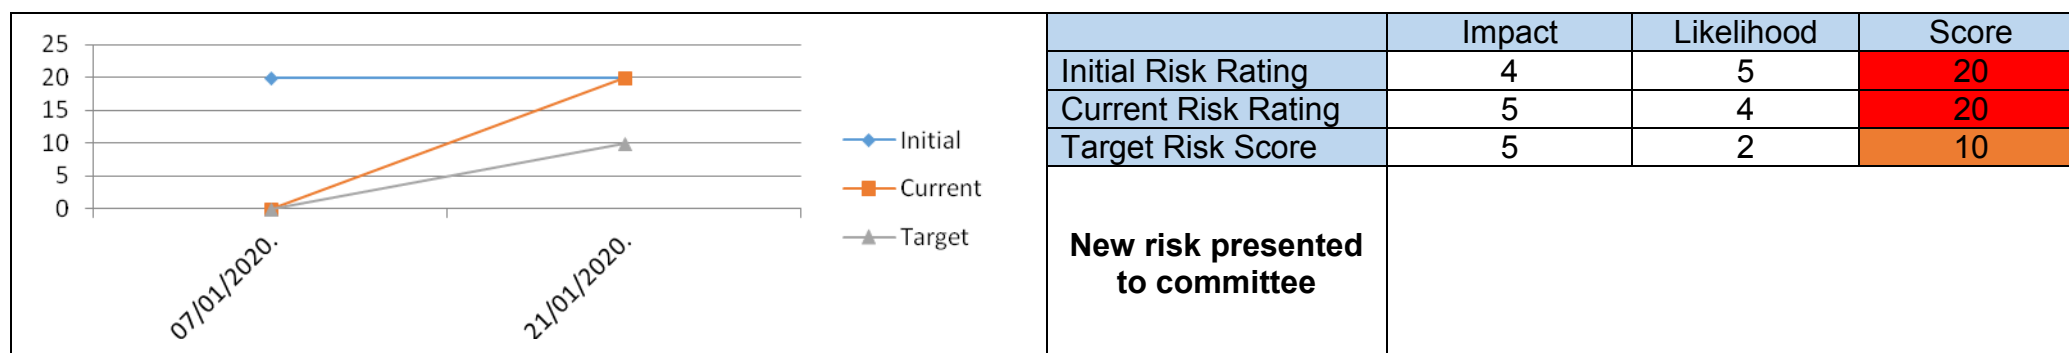 25
20
15
10
5
0
07/01/2020.
21/01/2020.
Initial
Current
Target
Impact Likelihood Score
Initial Risk Rating 4 5 20
Current Risk Rating 5 4 20
Target Risk Score 5 2 10
New risk presented
to committee